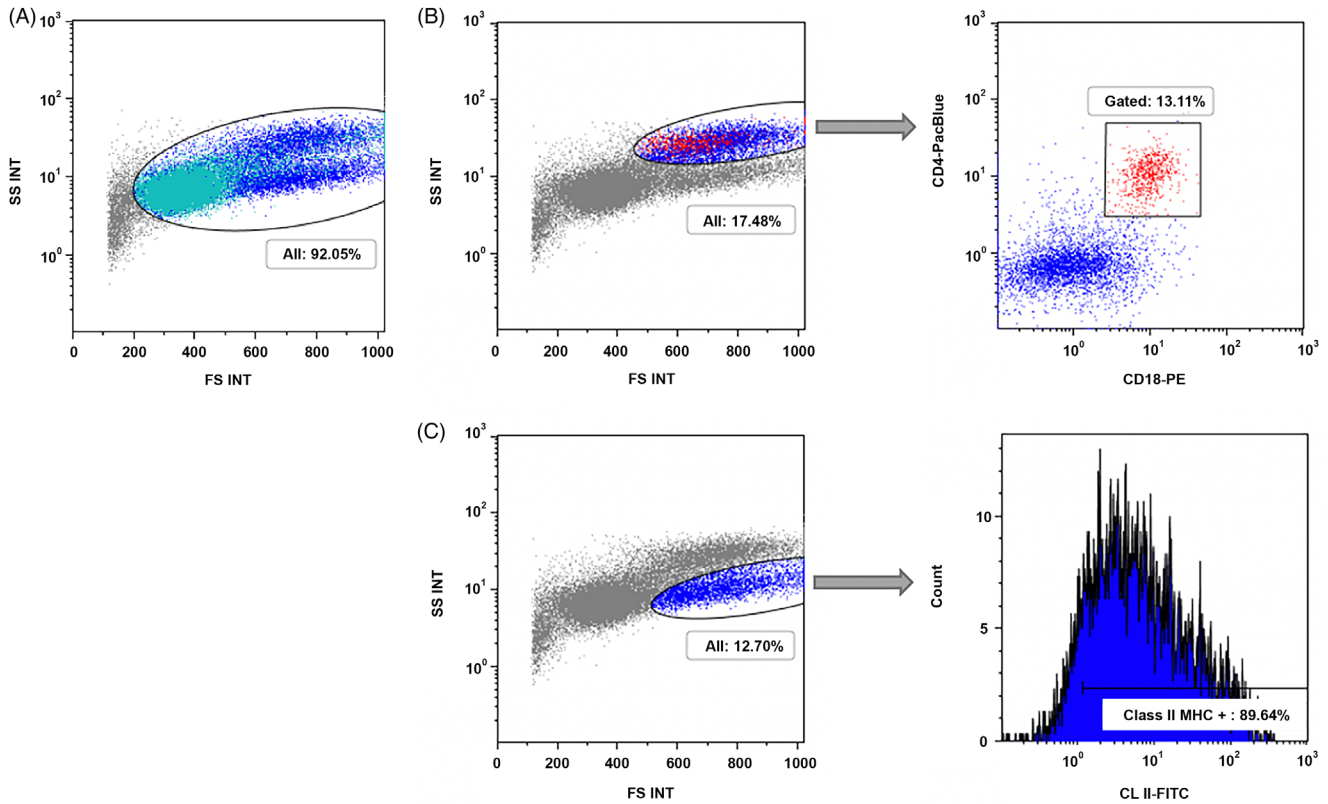 (A)
10³
10²
10¹
10⁰
SS INT
All: 92.05%
0 200 400 600 800 1000
FS INT
(B)
10³
10²
10¹
10⁰
SS INT
All: 17.48%
0 200 400 600 800 1000
FS INT
10³
10²
10¹
10⁰
CD4-PacBlue
Gated: 13.11%
10⁰ 10¹ 10² 10³
CD18-PE
(C)
10³
10²
10¹
10⁰
SS INT
All: 12.70%
0 200 400 600 800 1000
FS INT
10
5
0
Count
Class II MHC + : 89.64%
10⁰ 10¹ 10² 10³
CL II-FITC